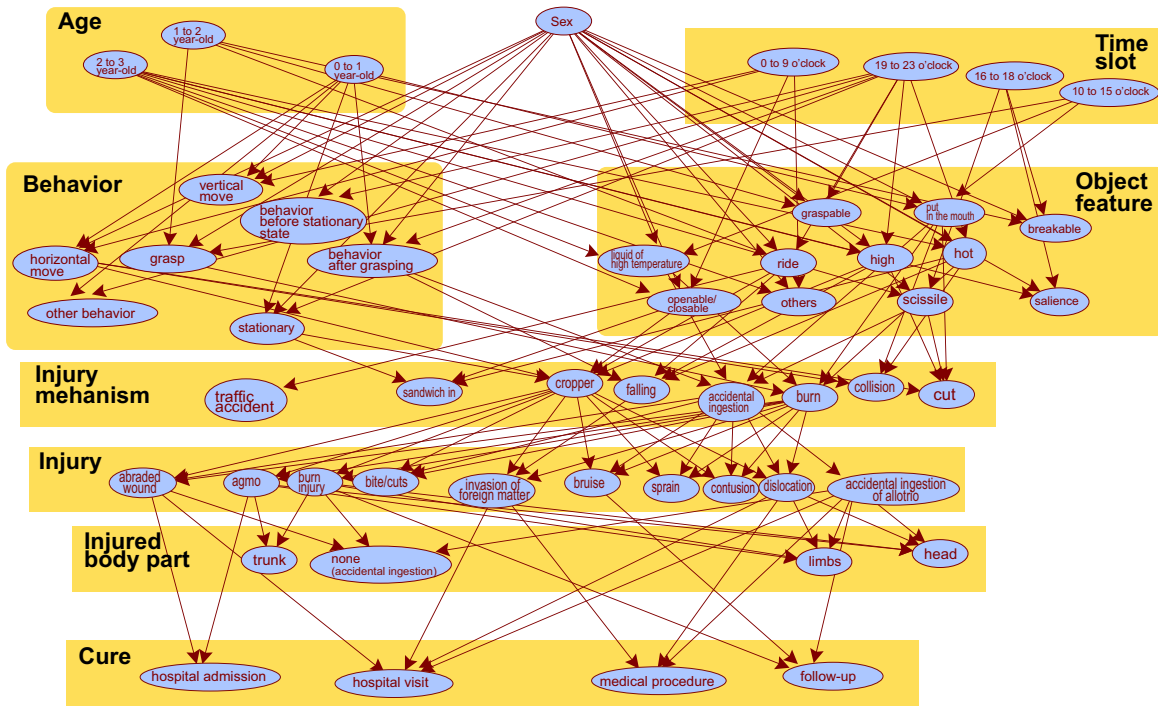 Age
1 to 2
year-old
2 to 3
year-old
0 to 1
year-old
Sex
Time
slot
0 to 9 o'clock
19 to 23 o'clock
16 to 18 o'clock
10 to 15 o'clock
Behavior
vertical
move
behavior
before stationary
state
horizontal
move
grasp
behavior
after grasping
other behavior
stationary
Object
feature
graspable
put
in the mouth
breakable
liquid of
high temperature
ride
high
hot
openable/
closable
others
scissile
salience
Injury
mehanism
traffic
accident
sandwich in
cropper
falling
accidental
ingestion
burn
collision
cut
Injury
abraded
wound
agmo
burn
injury
bite/cuts
invasion of
foreign matter
bruise
sprain
contusion
dislocation
accidental ingestion
of allotrio
Injured
body part
trunk
none
(accidental ingestion)
limbs
head
Cure
hospital admission
hospital visit
medical procedure
follow-up